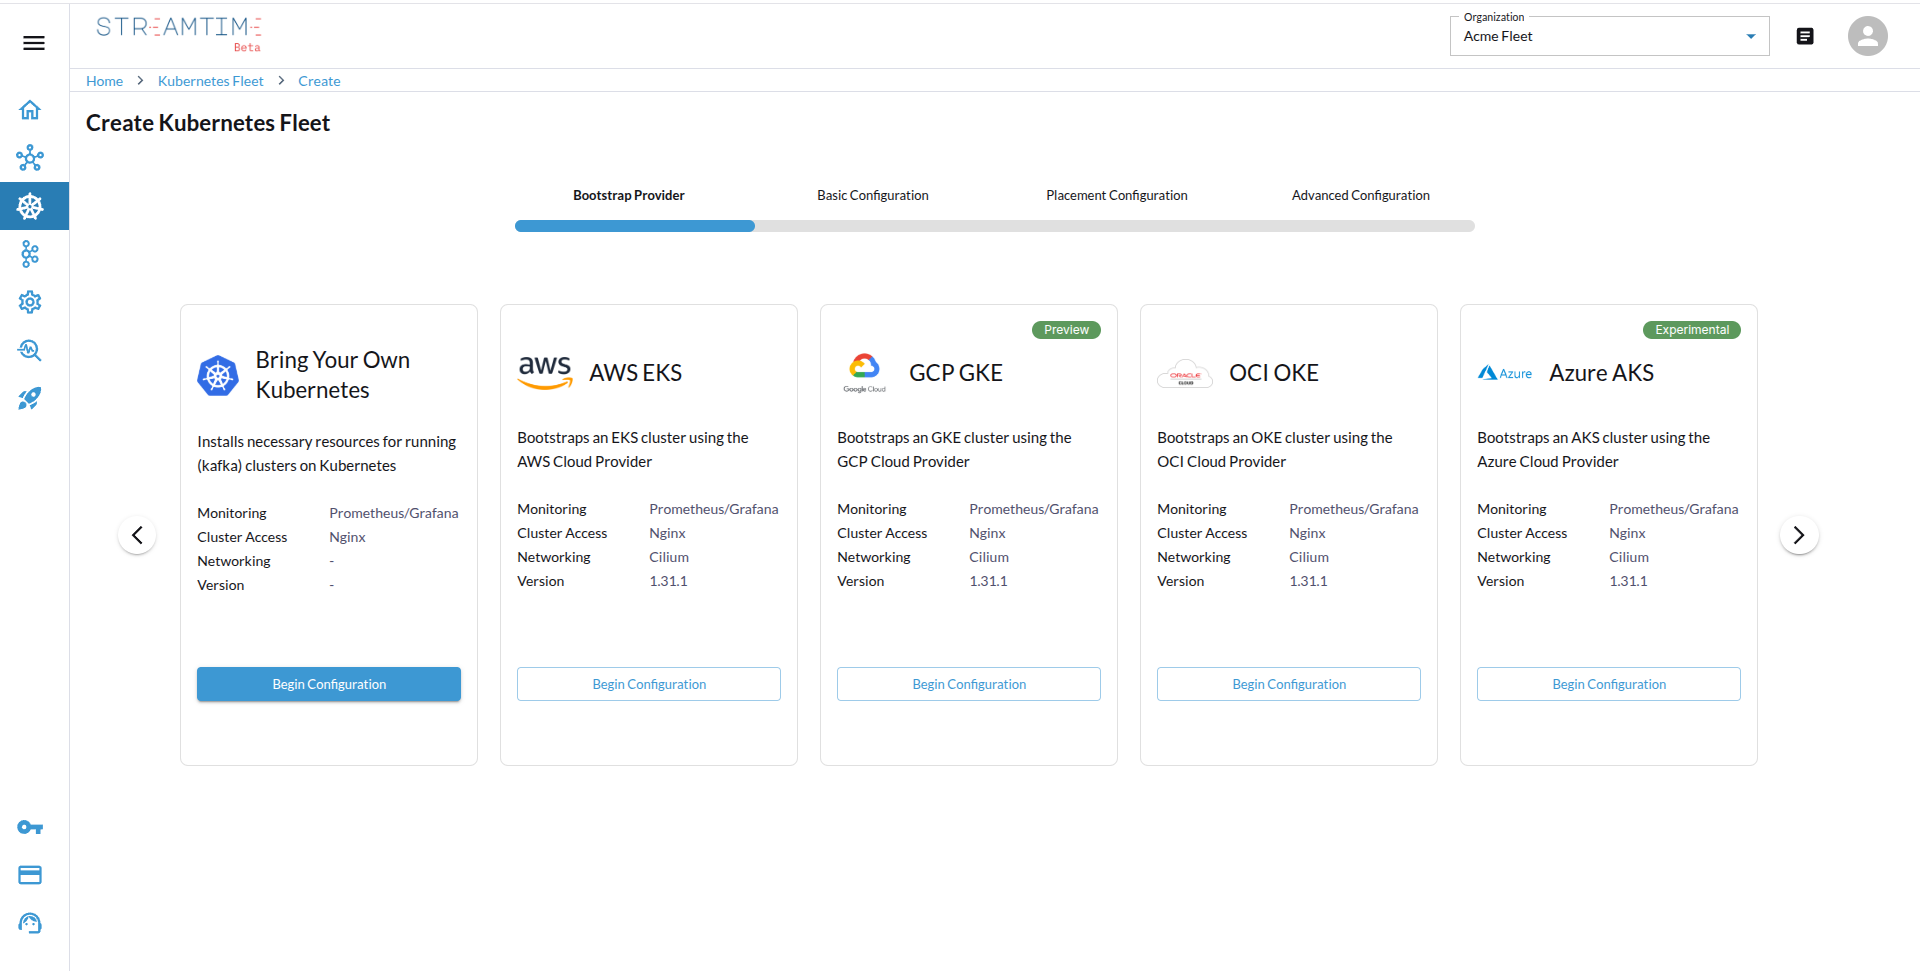 STREAMTIME
Beta
Organization
Acme Fleet
Home > Kubernetes Fleet > Create
Create Kubernetes Fleet
Bootstrap Provider
Basic Configuration
Placement Configuration
Advanced Configuration
Bring Your Own
Kubernetes
Installs necessary resources for running
(kafka) clusters on Kubernetes
Monitoring Prometheus/Grafana
Cluster Access Nginx
Networking -
Version -
Begin Configuration
aws
AWS EKS
Bootstraps an EKS cluster using the
AWS Cloud Provider
Monitoring Prometheus/Grafana
Cluster Access Nginx
Networking Cilium
Version 1.31.1
Begin Configuration
Preview
Google Cloud
GCP GKE
Bootstraps an GKE cluster using the
GCP Cloud Provider
Monitoring Prometheus/Grafana
Cluster Access Nginx
Networking Cilium
Version 1.31.1
Begin Configuration
ORACLE
CLOUD
OCI OKE
Bootstraps an OKE cluster using the
OCI Cloud Provider
Monitoring Prometheus/Grafana
Cluster Access Nginx
Networking Cilium
Version 1.31.1
Begin Configuration
Experimental
Azure
Azure AKS
Bootstraps an AKS cluster using the
Azure Cloud Provider
Monitoring Prometheus/Grafana
Cluster Access Nginx
Networking Cilium
Version 1.31.1
Begin Configuration